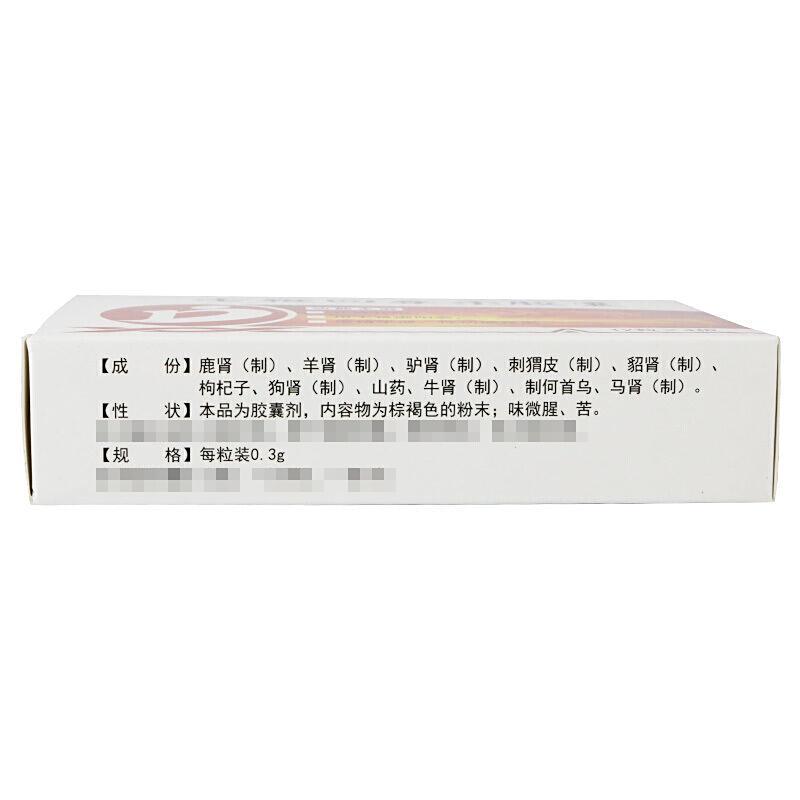 【成　份】鹿肾（制）、羊肾（制）、驴肾（制）、刺猬皮（制）、貂肾（制）、
枸杞子、狗肾（制）、山药、牛肾（制）、制何首乌、马肾（制）。
【性　状】本品为胶囊剂，内容物为棕褐色的粉末；味微腥、苦。
【规　格】每粒装0.3g